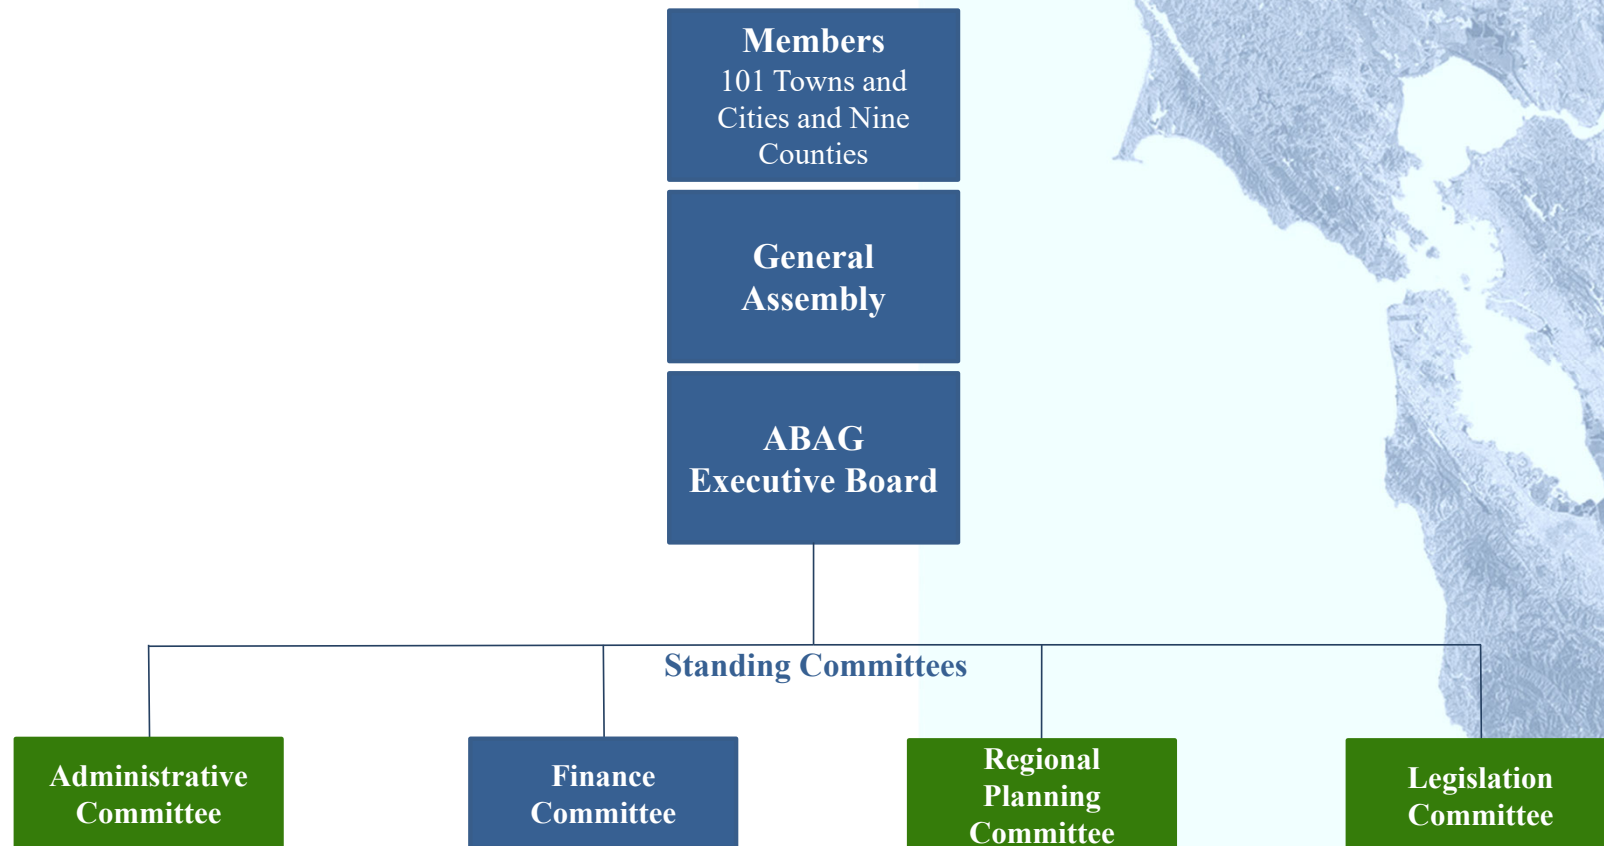 Members
101 Towns and
Cities and Nine
Counties
General
Assembly
ABAG
Executive Board
Standing Committees
Administrative
Committee
Finance
Committee
Regional
Planning
Committee
Legislation
Committee